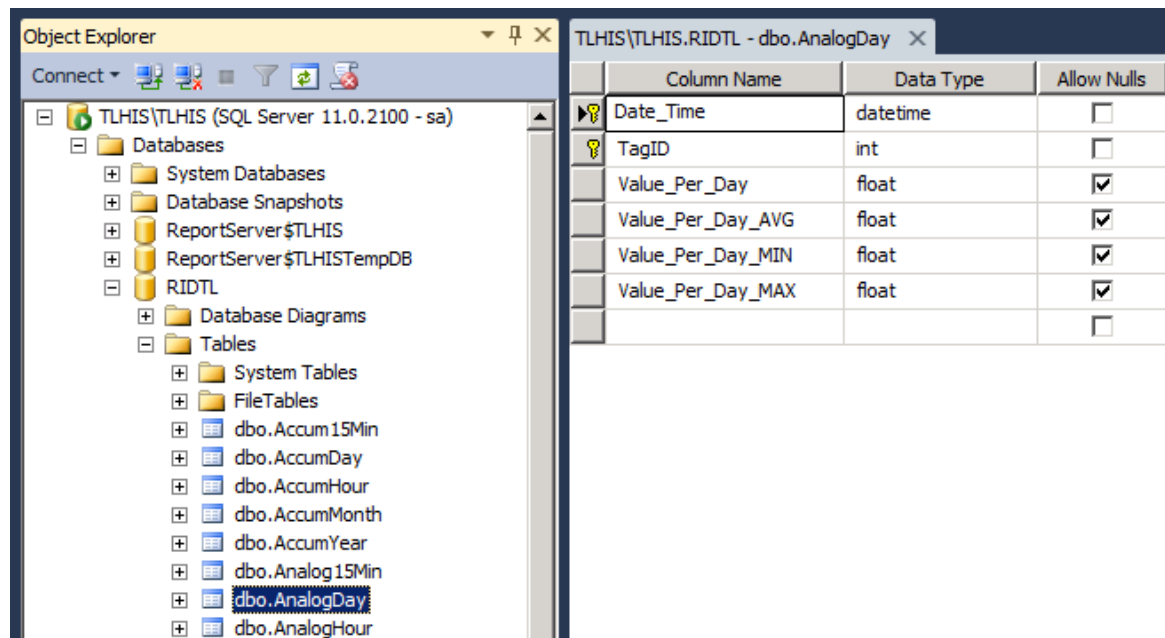 Object Explorer
Connect
TLHIS\TLHIS (SQL Server 11.0.2100 - sa)
Databases
System Databases
Database Snapshots
ReportServer$TLHIS
ReportServer$TLHISTempDB
RIDTL
Database Diagrams
Tables
System Tables
FileTables
dbo.Accum15Min
dbo.AccumDay
dbo.AccumHour
dbo.AccumMonth
dbo.AccumYear
dbo.Analog15Min
dbo.AnalogDay
dbo.AnalogHour
TLHIS\TLHIS.RIDTL - dbo.AnalogDay
Column Name Data Type Allow Nulls
Date_Time datetime
TagID int
Value_Per_Day float
Value_Per_Day_AVG float
Value_Per_Day_MIN float
Value_Per_Day_MAX float